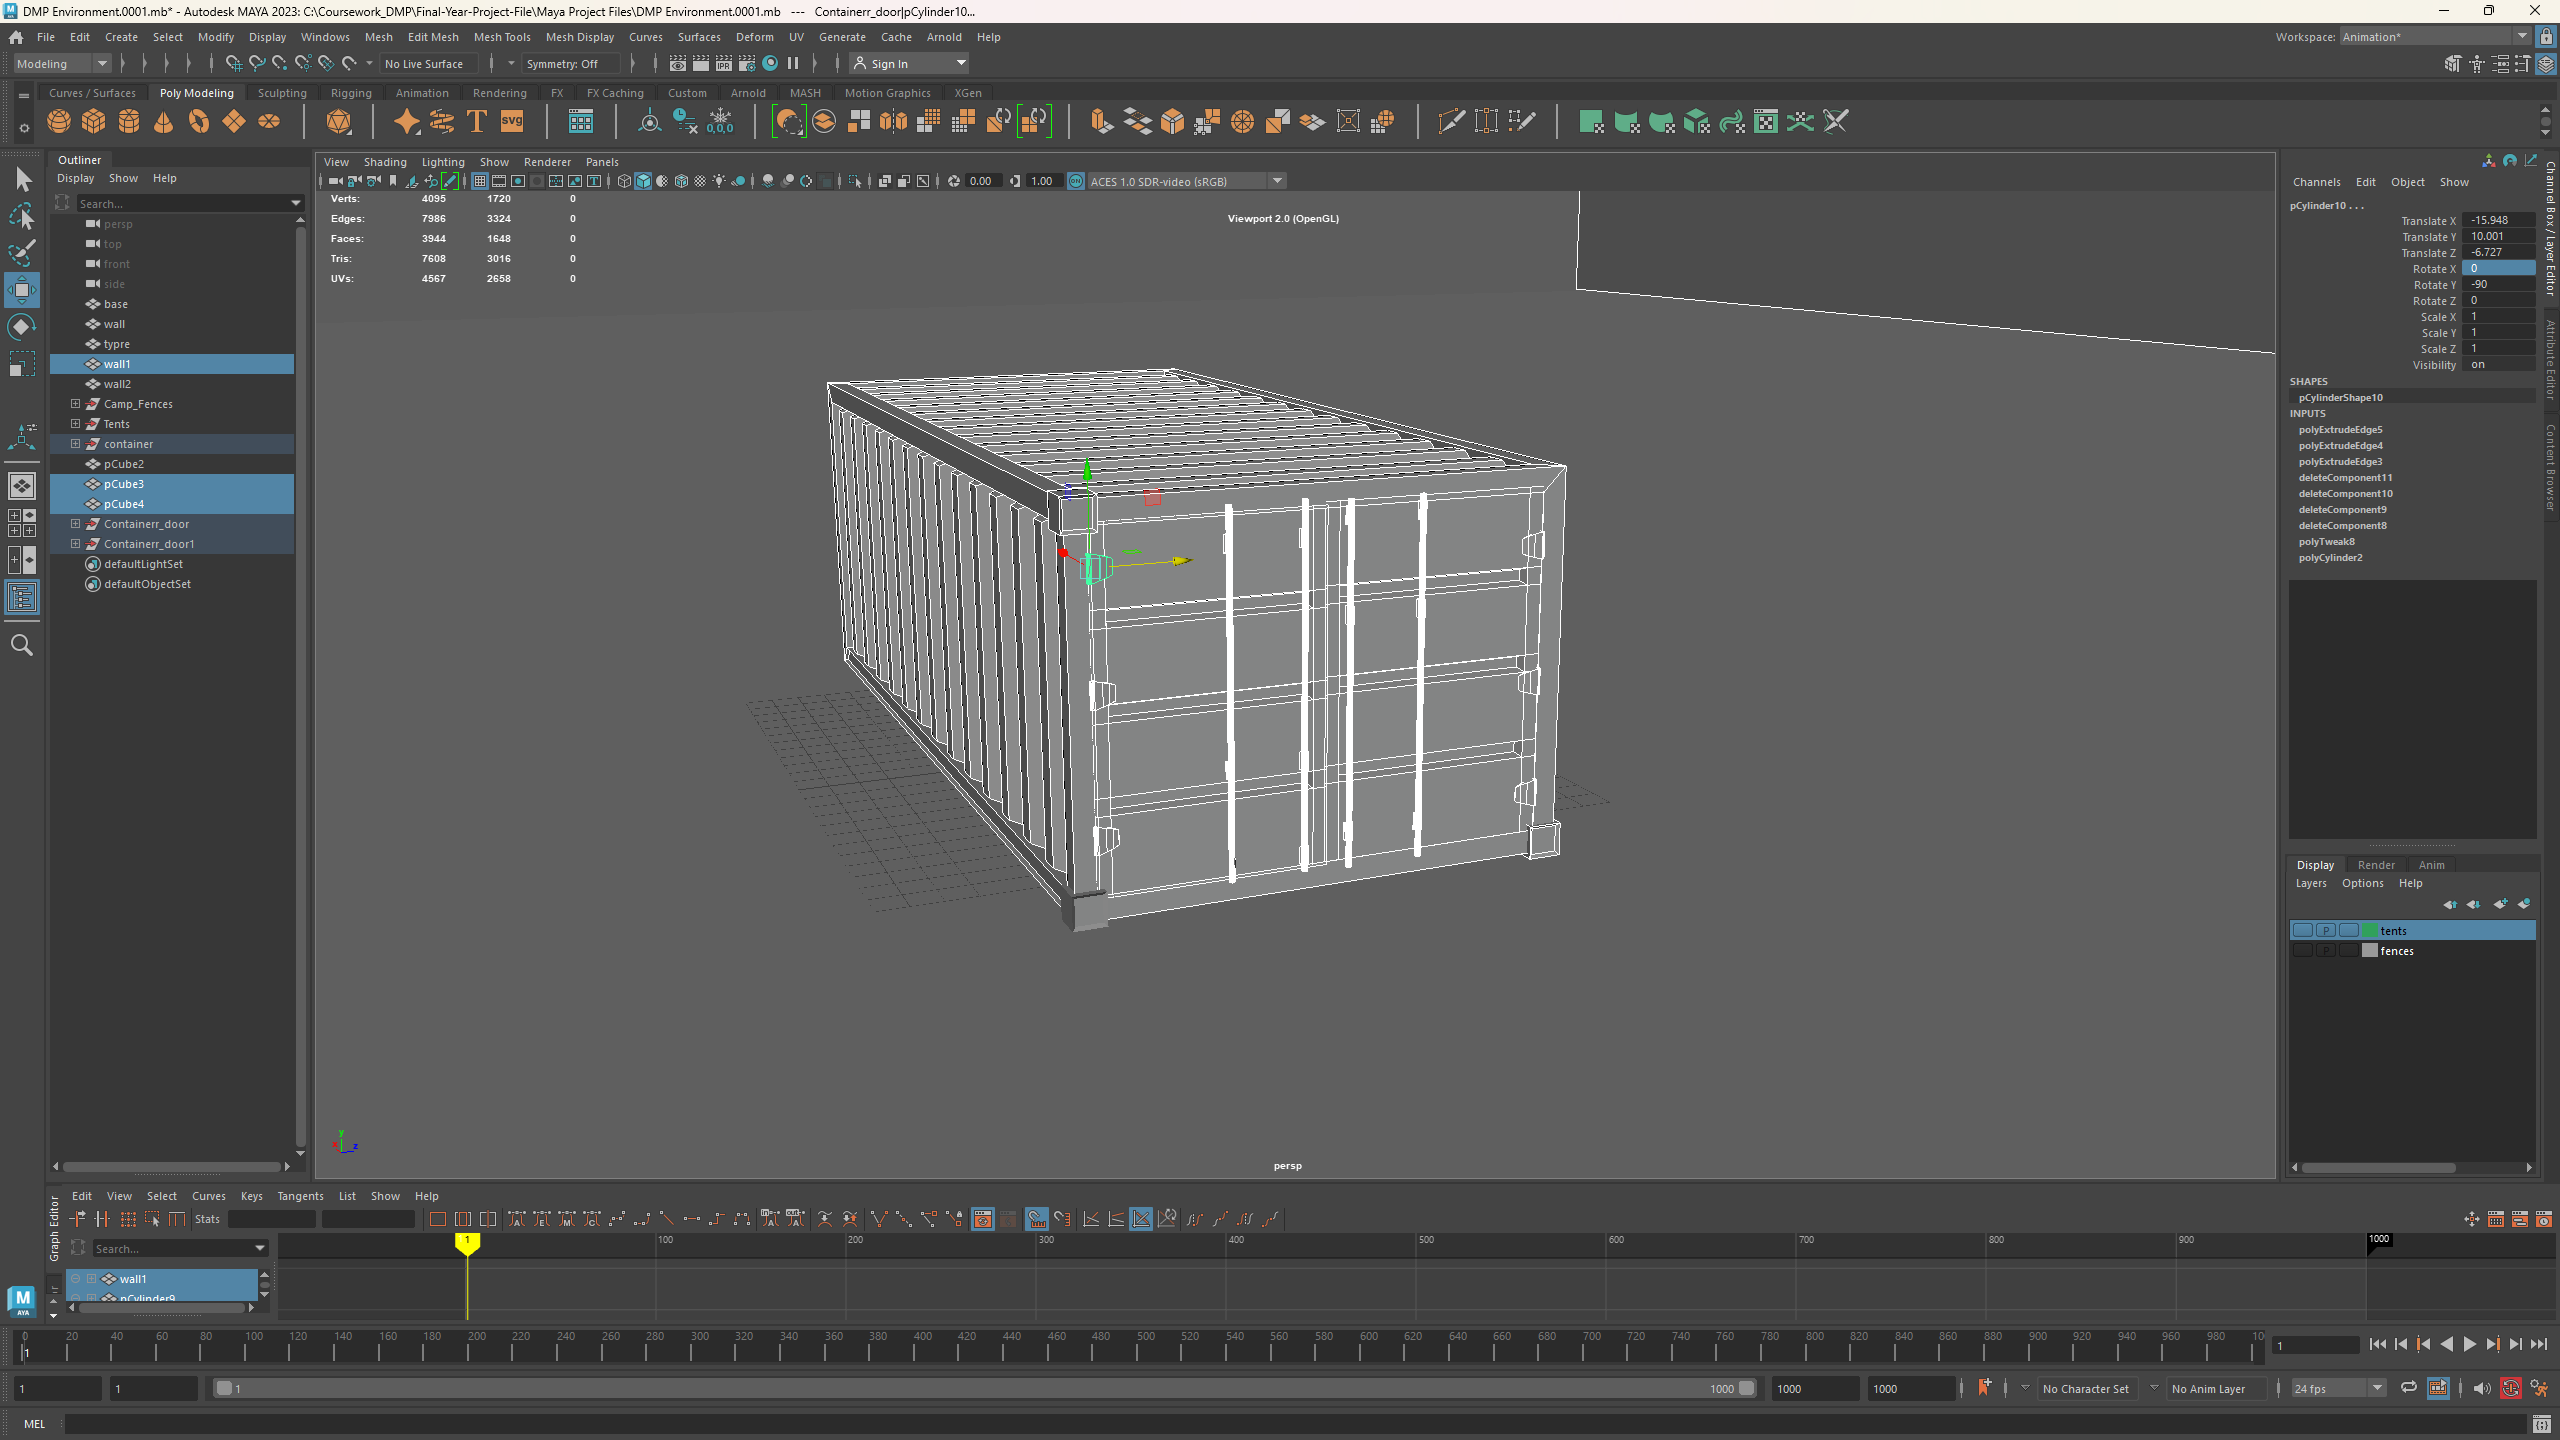 DMP Environment.0001.mb* - Autodesk MAYA 2023: C:\Coursework_DMP\Final-Year-Project-File\Maya Project Files\DMP Environment.0001.mb --- Containerr_door|pCylinder10...
File Edit Create Select Modify Display Windows Mesh Edit Mesh Mesh Tools Mesh Display Curves Surfaces Deform UV Generate Cache Arnold Help
Workspace: Animation*
Modeling No Live Surface Symmetry: Off Sign In
Curves / Surfaces Poly Modeling Sculpting Rigging Animation Rendering FX FX Caching Custom Arnold MASH Motion Graphics XGen
Outliner
Display Show Help
Search...
persp
top
front
side
base
wall
typre
wall1
wall2
Camp_Fences
Tents
container
pCube2
pCube3
pCube4
Containerr_door
Containerr_door1
defaultLightSet
defaultObjectSet
View Shading Lighting Show Renderer Panels
0.00 1.00 ACES 1.0 SDR-video (sRGB)
Verts: 4095 1720 0
Edges: 7986 3324 0
Faces: 3944 1648 0
Tris: 7608 3016 0
UVs: 4567 2658 0
Viewport 2.0 (OpenGL)
persp
Channels Edit Object Show
pCylinder10 . . .
Translate X -15.948
Translate Y 10.001
Translate Z -6.727
Rotate X 0
Rotate Y -90
Rotate Z 0
Scale X 1
Scale Y 1
Scale Z 1
Visibility on
SHAPES
pCylinderShape10
INPUTS
polyExtrudeEdge5
polyExtrudeEdge4
polyExtrudeEdge3
deleteComponent11
deleteComponent10
deleteComponent9
deleteComponent8
polyTweak8
polyCylinder2
Channel Box / Layer Editor
Attribute Editor
Content Browser
Display Render Anim
Layers Options Help
P tents
P fences
Graph Editor
Edit View Select Curves Keys Tangents List Show Help
Stats
Search...
wall1
pCylinder9
1 100 200 300 400 500 600 700 800 900 1000
0 20 40 60 80 100 120 140 160 180 200 220 240 260 280 300 320 340 360 380 400 420 440 460 480 500 520 540 560 580 600 620 640 660 680 700 720 740 760 780 800 820 840 860 880 900 920 940 960 980 10
1
1
1 1 1 1000 1000 1000 No Character Set No Anim Layer 24 fps
MEL